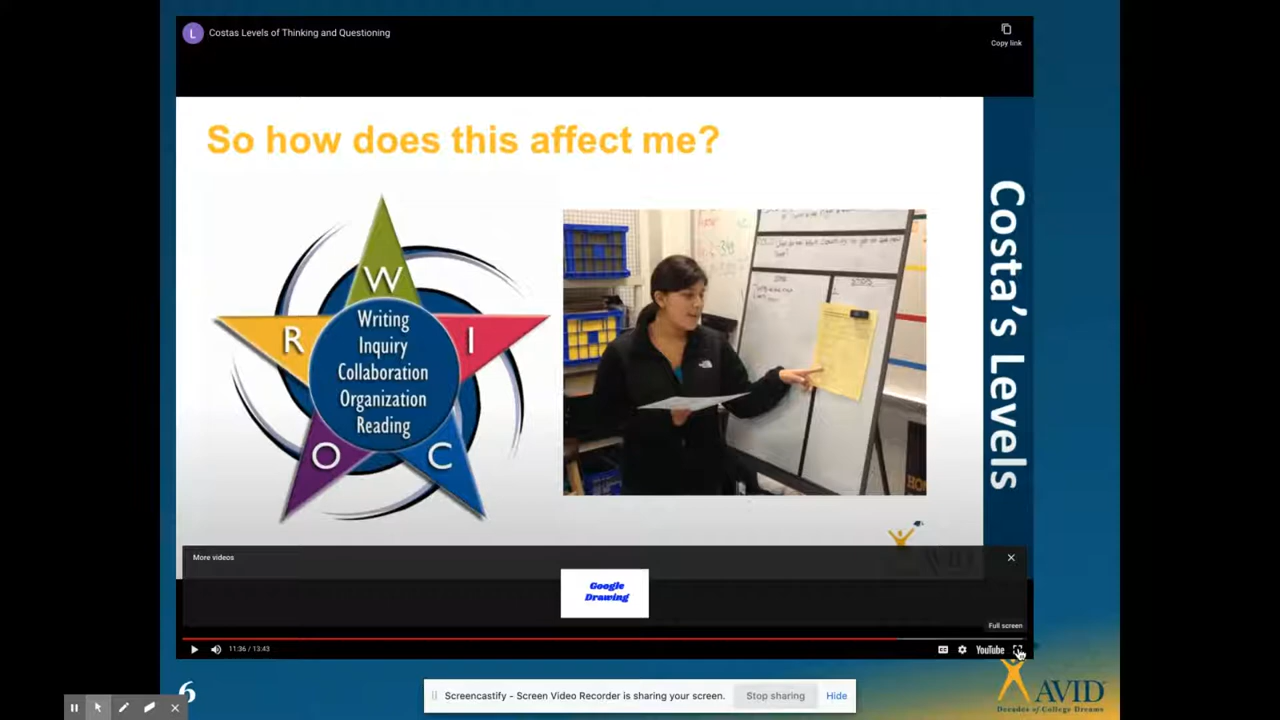 L
Costas Levels of Thinking and Questioning
Copy link
So how does this affect me?
Costa's Levels
W
R
I
O
C
Writing
Inquiry
Collaboration
Organization
Reading
More videos
Google
Drawing
Full screen
11:36 / 13:43
CC
YouTube
6
Screencastify - Screen Video Recorder is sharing your screen.
Stop sharing
Hide
AVID
Decades of College Dreams